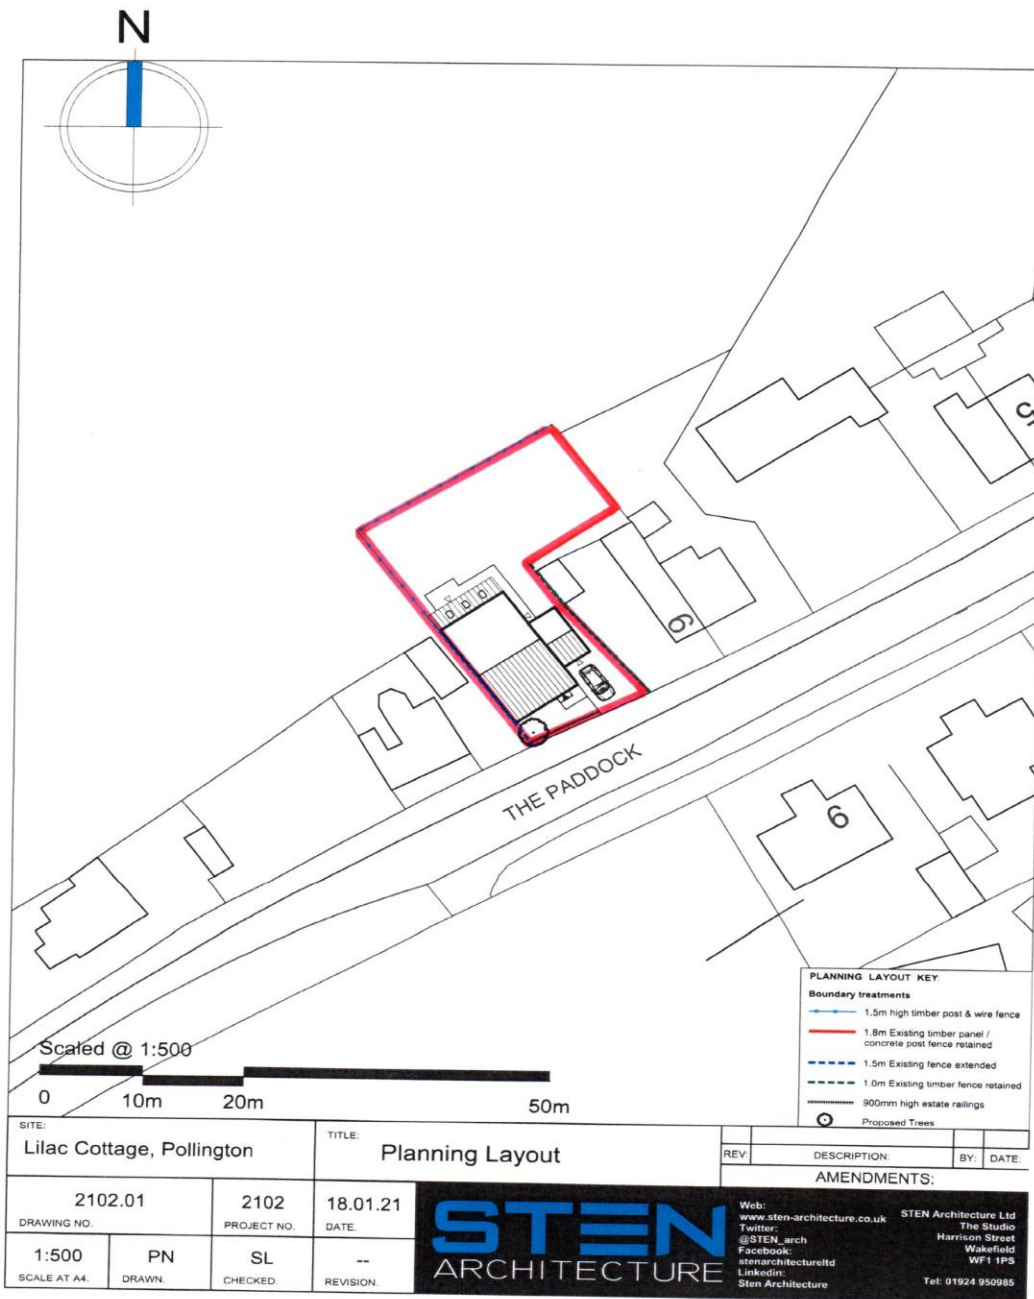 N
5
6
THE PADDOCK
9
PLANNING LAYOUT KEY:
Boundary treatments
1.5m high timber post & wire fence
1.8m Existing timber panel /
concrete post fence retained
1.5m Existing fence extended
1.0m Existing timber fence retained
900mm high estate railings
Proposed Trees
Scaled @ 1:500
0 10m 20m 50m
SITE:
Lilac Cottage, Pollington
TITLE:
Planning Layout
REV: DESCRIPTION: BY: DATE:
AMENDMENTS:
2102.01
DRAWING NO.
2102
PROJECT NO.
18.01.21
DATE.
1:500
SCALE AT A4.
PN
DRAWN.
SL
CHECKED.
--
REVISION.
STEN
ARCHITECTURE
Web:
www.sten-architecture.co.uk
Twitter:
@STEN_arch
Facebook:
stenarchitectureltd
Linkedin:
Sten Architecture
STEN Architecture Ltd
The Studio
Harrison Street
Wakefield
WF1 1PS
Tel: 01924 950985